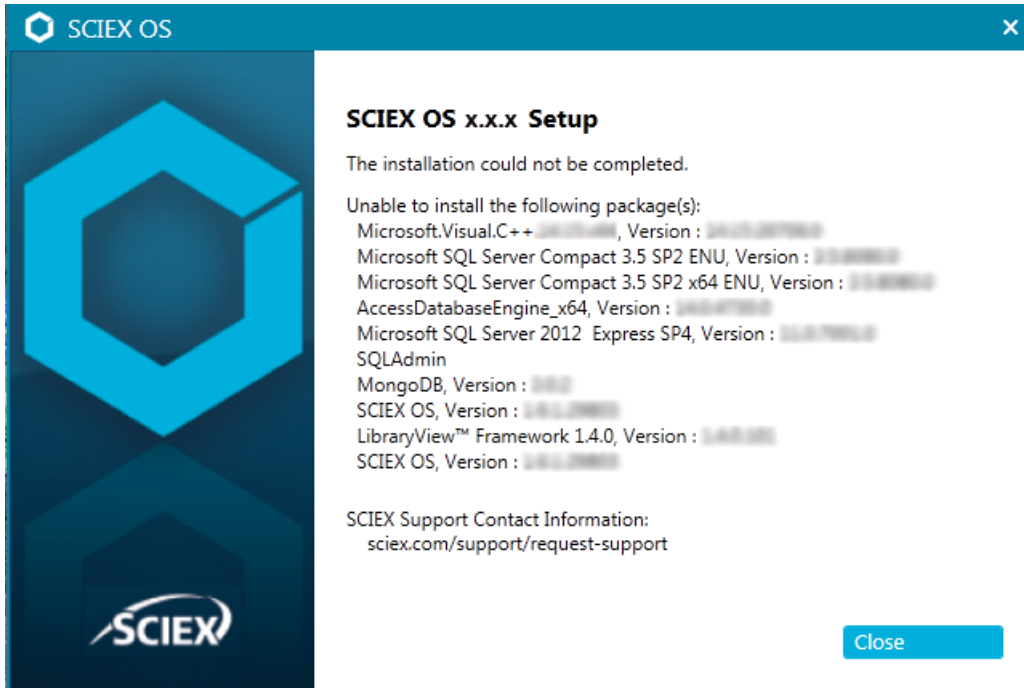 SCIEX OS
SCIEX OS x.x.x Setup
The installation could not be completed.
Unable to install the following package(s):
Microsoft.Visual.C++ , Version :
Microsoft SQL Server Compact 3.5 SP2 ENU, Version :
Microsoft SQL Server Compact 3.5 SP2 x64 ENU, Version :
AccessDatabaseEngine_x64, Version :
Microsoft SQL Server 2012 Express SP4, Version :
SQLAdmin
MongoDB, Version :
SCIEX OS, Version :
LibraryView™ Framework 1.4.0, Version :
SCIEX OS, Version :
SCIEX Support Contact Information:
sciex.com/support/request-support
SCIEX
Close